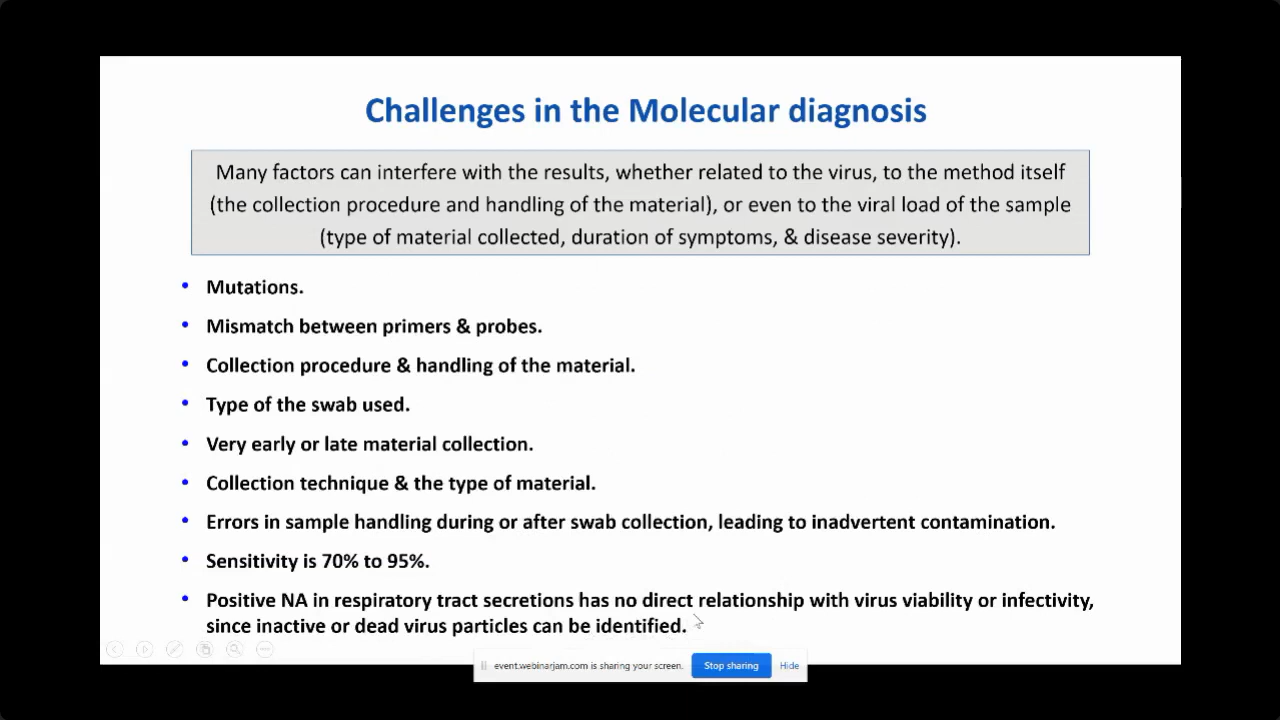 Challenges in the Molecular diagnosis
Many factors can interfere with the results, whether related to the virus, to the method itself
(the collection procedure and handling of the material), or even to the viral load of the sample
(type of material collected, duration of symptoms, & disease severity).
• Mutations.
• Mismatch between primers & probes.
• Collection procedure & handling of the material.
• Type of the swab used.
• Very early or late material collection.
• Collection technique & the type of material.
• Errors in sample handling during or after swab collection, leading to inadvertent contamination.
• Sensitivity is 70% to 95%.
• Positive NA in respiratory tract secretions has no direct relationship with virus viability or infectivity,
since inactive or dead virus particles can be identified.
event.webinarjam.com is sharing your screen. Stop sharing Hide